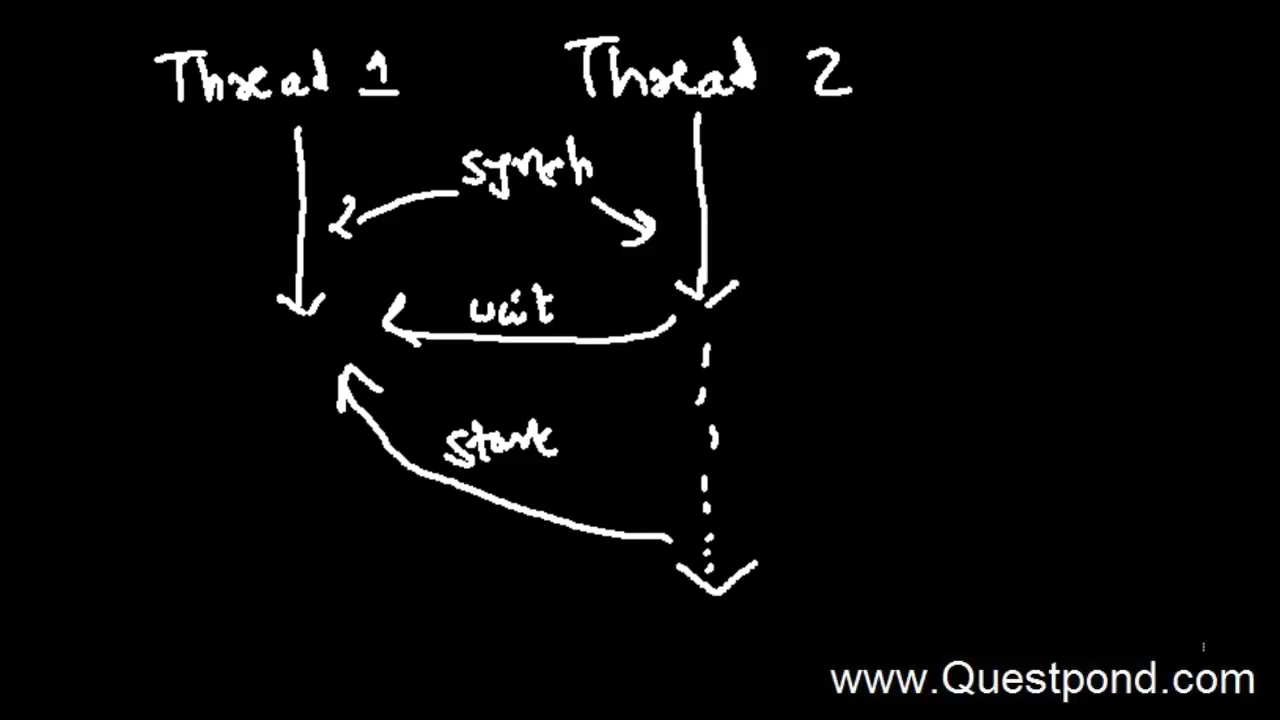 Thread 1
Thread 2
synch
wait
start
www.Questpond.com